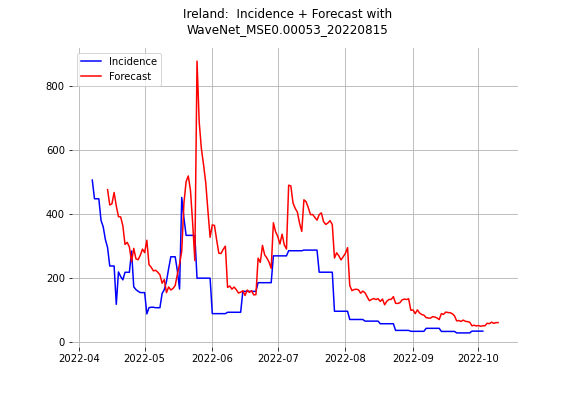 Ireland:  Incidence + Forecast with
WaveNet_MSE0.00053_20220815
Incidence
Forecast
800
600
400
200
0
2022-04 2022-05 2022-06 2022-07 2022-08 2022-09 2022-10